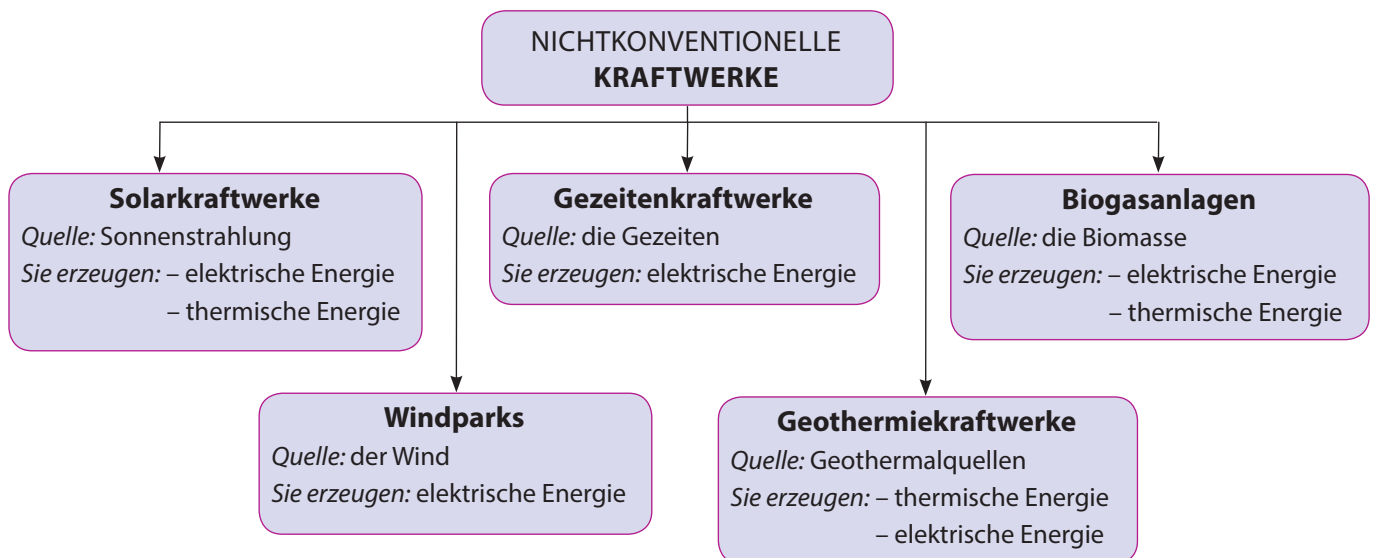 NICHTKONVENTIONELLE
KRAFTWERKE
Solarkraftwerke
Quelle: Sonnenstrahlung
Sie erzeugen: – elektrische Energie
– thermische Energie
Gezeitenkraftwerke
Quelle: die Gezeiten
Sie erzeugen: elektrische Energie
Biogasanlagen
Quelle: die Biomasse
Sie erzeugen: – elektrische Energie
– thermische Energie
Windparks
Quelle: der Wind
Sie erzeugen: elektrische Energie
Geothermiekraftwerke
Quelle: Geothermalquellen
Sie erzeugen: – thermische Energie
– elektrische Energie